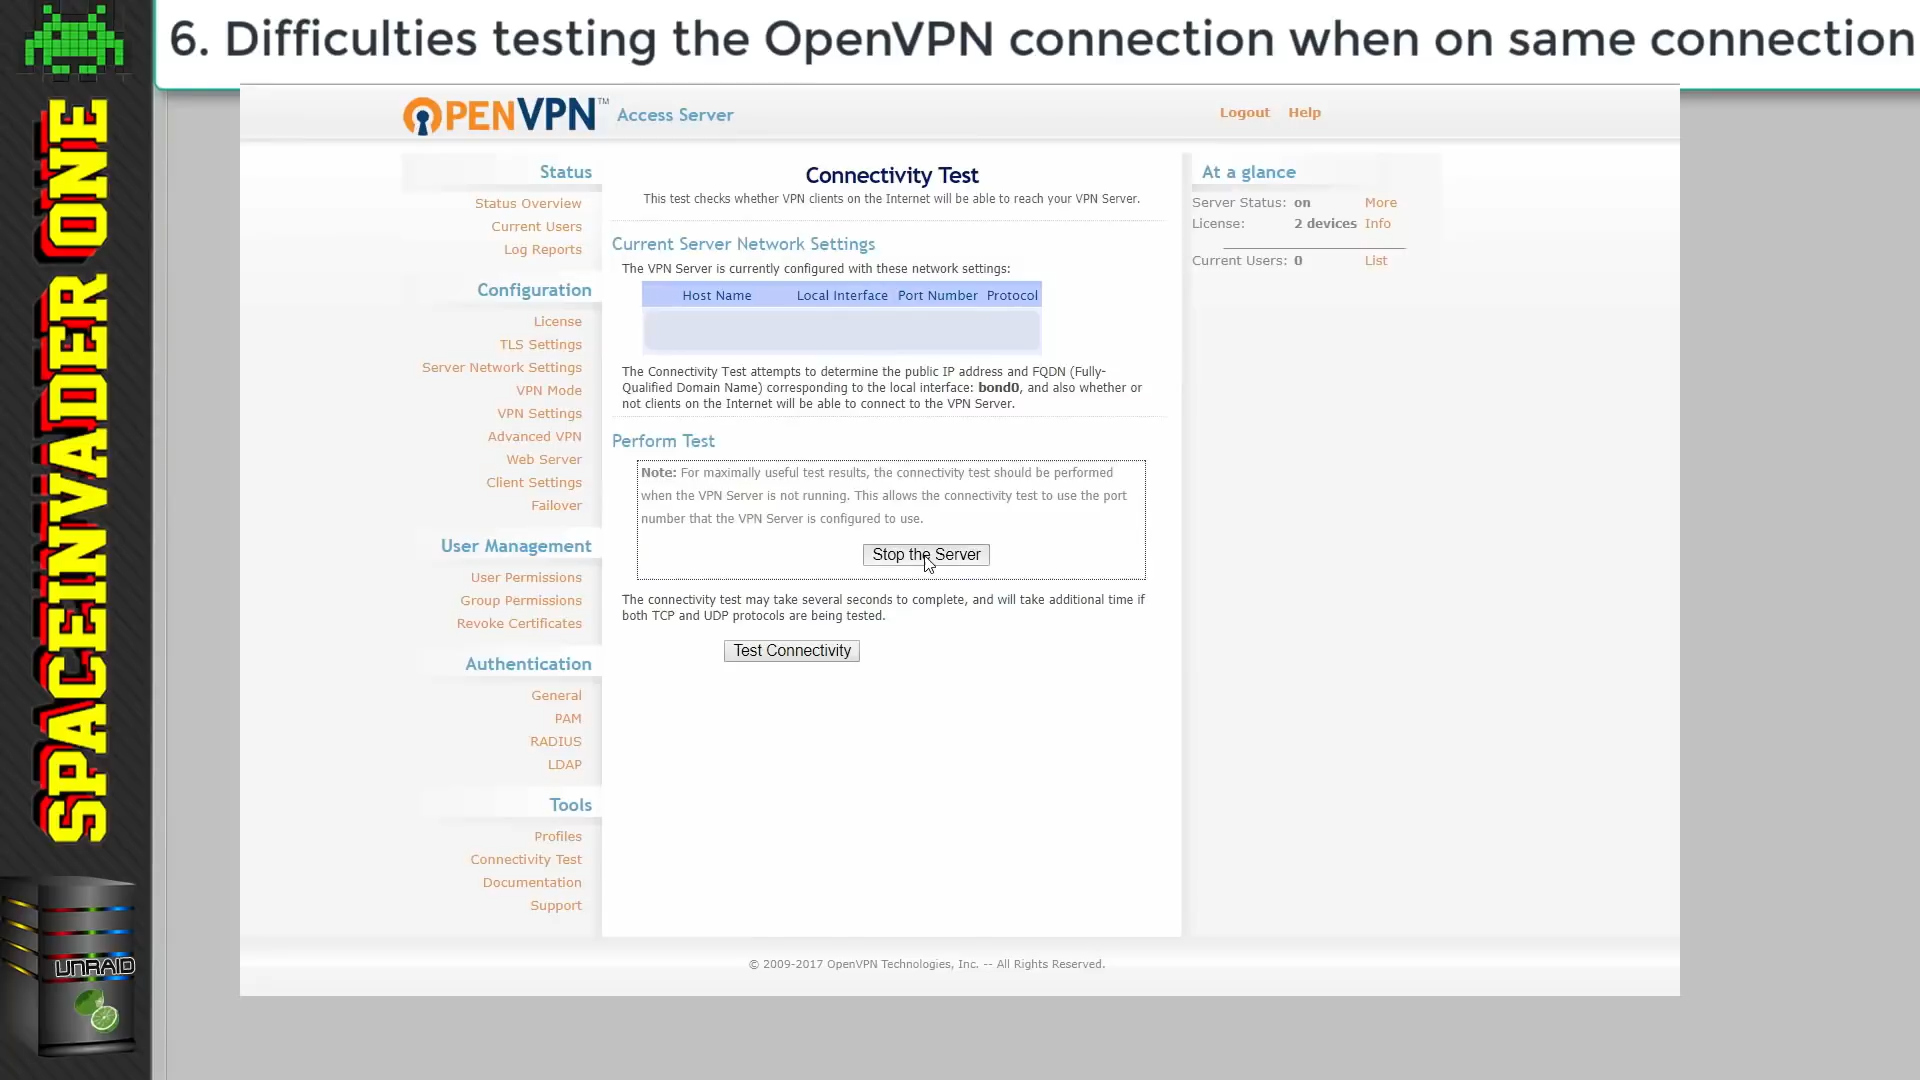 6. Difficulties testing the OpenVPN connection when on same connection
SPACEINVADER ONE
UNRAID
OPENVPN™ Access Server
Logout Help
Status
Status Overview
Current Users
Log Reports
Configuration
License
TLS Settings
Server Network Settings
VPN Mode
VPN Settings
Advanced VPN
Web Server
Client Settings
Failover
User Management
User Permissions
Group Permissions
Revoke Certificates
Authentication
General
PAM
RADIUS
LDAP
Tools
Profiles
Connectivity Test
Documentation
Support
Connectivity Test
This test checks whether VPN clients on the Internet will be able to reach your VPN Server.
Current Server Network Settings
The VPN Server is currently configured with these network settings:
Host Name Local Interface Port Number Protocol
The Connectivity Test attempts to determine the public IP address and FQDN (Fully-
Qualified Domain Name) corresponding to the local interface: bond0, and also whether or
not clients on the Internet will be able to connect to the VPN Server.
Perform Test
Note: For maximally useful test results, the connectivity test should be performed
when the VPN Server is not running. This allows the connectivity test to use the port
number that the VPN Server is configured to use.
Stop the Server
The connectivity test may take several seconds to complete, and will take additional time if
both TCP and UDP protocols are being tested.
Test Connectivity
At a glance
Server Status: on More
License: 2 devices Info
Current Users: 0 List
© 2009-2017 OpenVPN Technologies, Inc. -- All Rights Reserved.